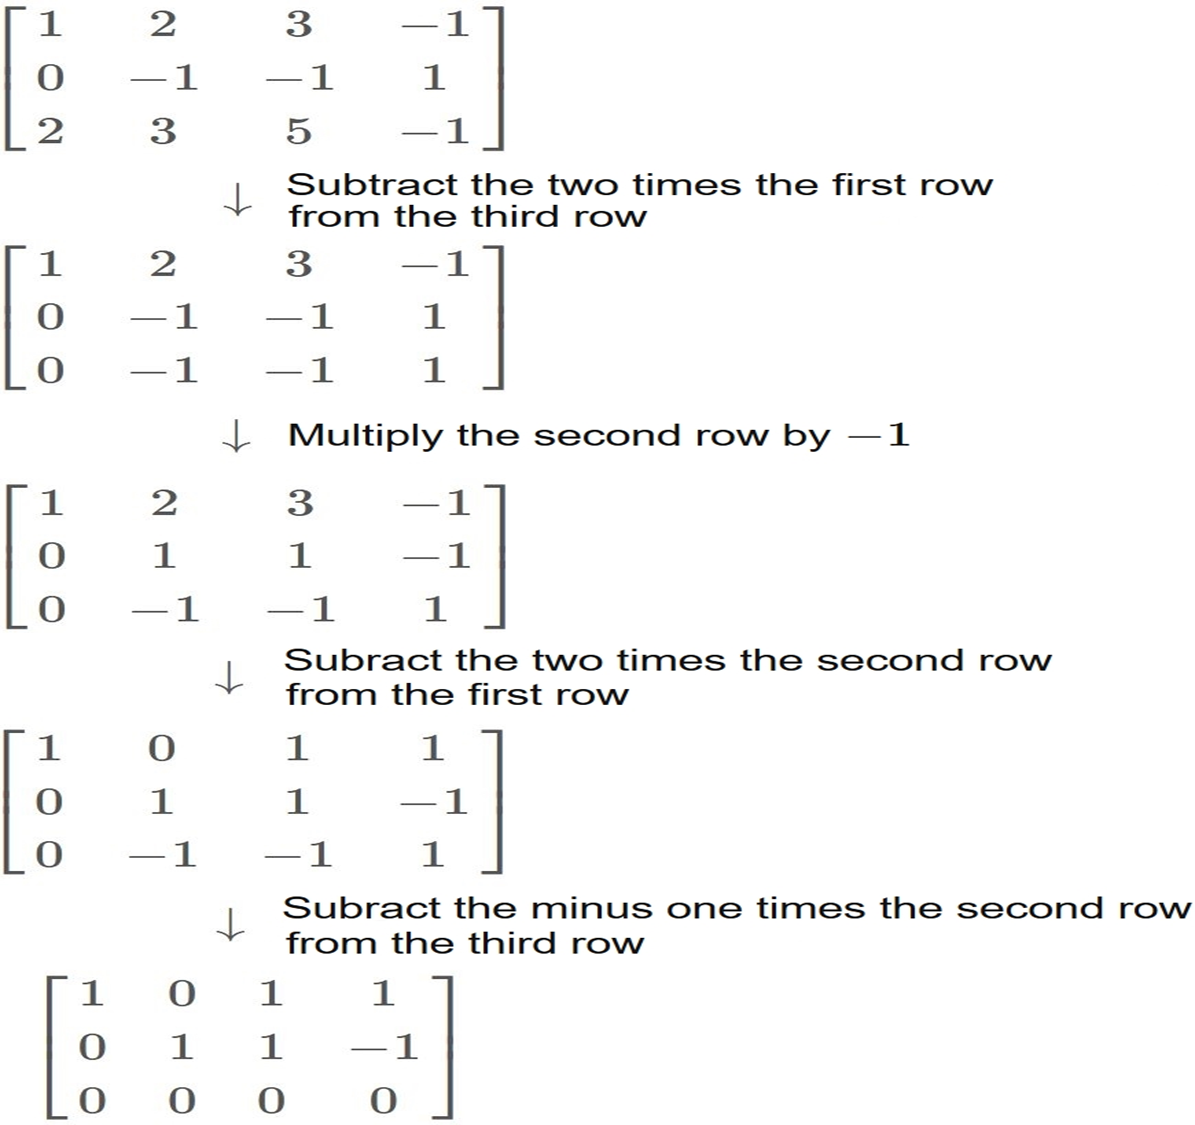 1 2 3 −1
0 −1 −1 1
2 3 5 −1
↓ Subtract the two times the first row
from the third row
1 2 3 −1
0 −1 −1 1
0 −1 −1 1
↓ Multiply the second row by −1
1 2 3 −1
0 1 1 −1
0 −1 −1 1
↓ Subract the two times the second row
from the first row
1 0 1 1
0 1 1 −1
0 −1 −1 1
↓ Subract the minus one times the second row
from the third row
1 0 1 1
0 1 1 −1
0 0 0 0